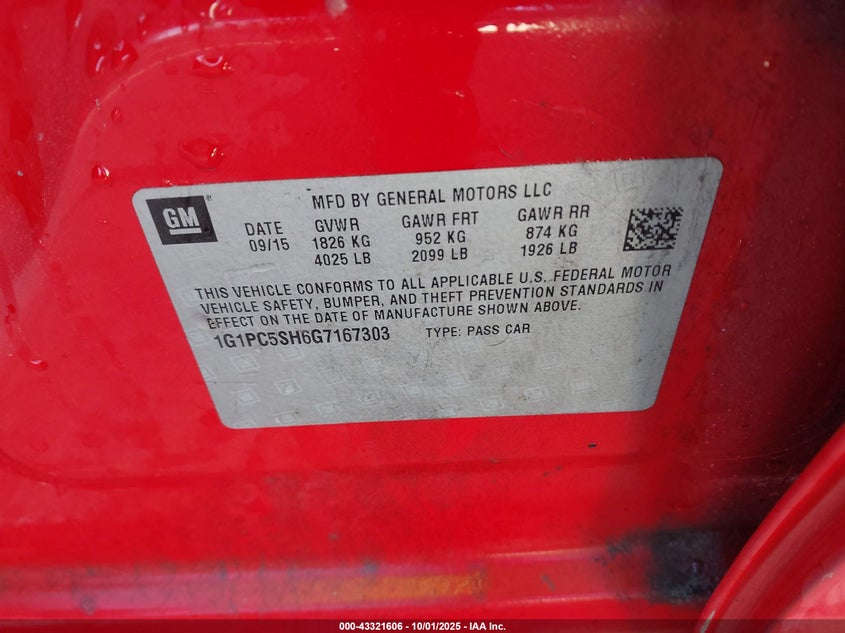 MFD BY GENERAL MOTORS LLC
GM
DATE GVWR GAWR FRT GAWR RR
09/15 1826 KG 952 KG 874 KG
4025 LB 2099 LB 1926 LB
THIS VEHICLE CONFORMS TO ALL APPLICABLE U.S. FEDERAL MOTOR
VEHICLE SAFETY, BUMPER, AND THEFT PREVENTION STANDARDS IN
EFFECT ON THE DATE OF MANUFACTURE SHOWN ABOVE.
1G1PC5SH6G7167303 TYPE: PASS CAR
000-43321606 - 10/01/2025 - IAA Inc.